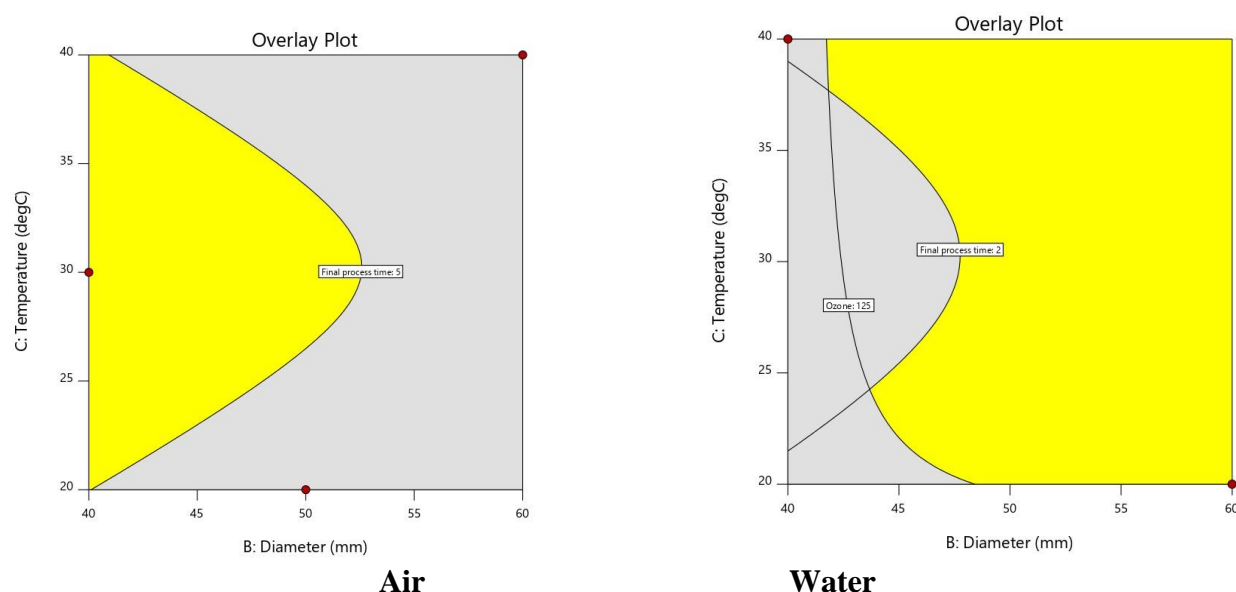 Overlay Plot
40
35
30
25
20
40 45 50 55 60
C: Temperature (degC)
B: Diameter (mm)
Final process time: 5
Air
Overlay Plot
40
35
30
25
20
40 45 50 55 60
C: Temperature (degC)
B: Diameter (mm)
Final process time: 2
Ozone: 125
Water